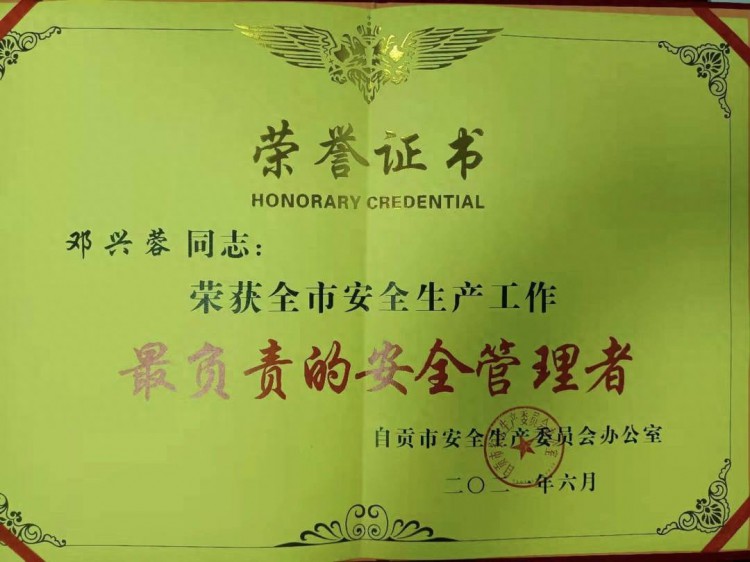 荣誉证书
HONORARY CREDENTIAL
邓兴蓉同志：
荣获全市安全生产工作
最负责的安全管理者
自贡市安全生产委员会办公室
二〇二一年六月